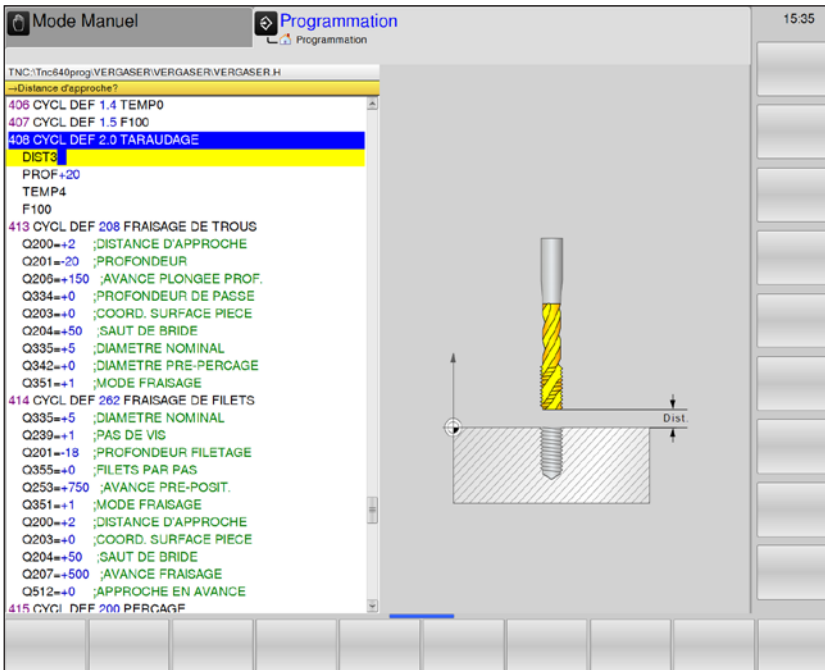 Mode Manuel
Programmation
Programmation
15:35
TNC:\Tnc640prog\VERGASER\VERGASER\VERGASER.H
→Distance d'approche?
406 CYCL DEF 1.4 TEMP0
407 CYCL DEF 1.5 F100
408 CYCL DEF 2.0 TARAUDAGE
DIST3
PROF+20
TEMP4
F100
413 CYCL DEF 208 FRAISAGE DE TROUS
Q200=+2 ;DISTANCE D'APPROCHE
Q201=-20 ;PROFONDEUR
Q206=+150 ;AVANCE PLONGEE PROF.
Q334=+0 ;PROFONDEUR DE PASSE
Q203=+0 ;COORD. SURFACE PIECE
Q204=+50 ;SAUT DE BRIDE
Q335=+5 ;DIAMETRE NOMINAL
Q342=+0 ;DIAMETRE PRE-PERCAGE
Q351=+1 ;MODE FRAISAGE
414 CYCL DEF 262 FRAISAGE DE FILETS
Q335=+5 ;DIAMETRE NOMINAL
Q239=+1 ;PAS DE VIS
Q201=-18 ;PROFONDEUR FILETAGE
Q355=+0 ;FILETS PAR PAS
Q253=+750 ;AVANCE PRE-POSIT.
Q351=+1 ;MODE FRAISAGE
Q200=+2 ;DISTANCE D'APPROCHE
Q203=+0 ;COORD. SURFACE PIECE
Q204=+50 ;SAUT DE BRIDE
Q207=+500 ;AVANCE FRAISAGE
Q512=+0 ;APPROCHE EN AVANCE
415 CYCL DEF 200 PERCAGE
Dist.